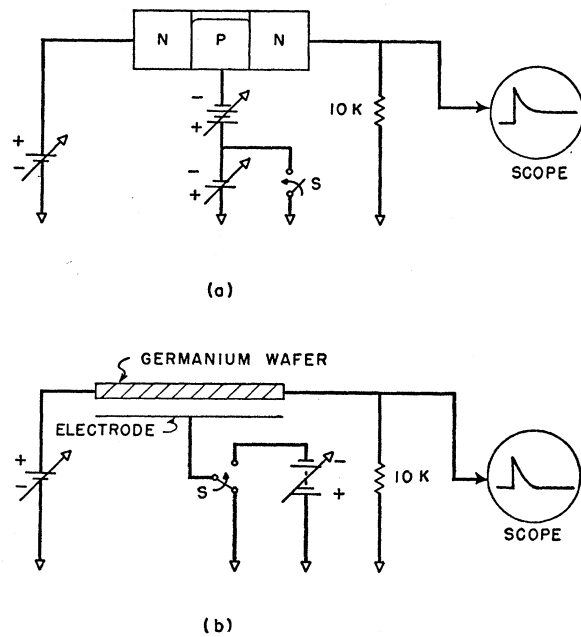 N P N
-
+
+
-
-
+
S
10 K
SCOPE
(a)
GERMANIUM WAFER
ELECTRODE
+
-
S
-
+
10 K
SCOPE
(b)